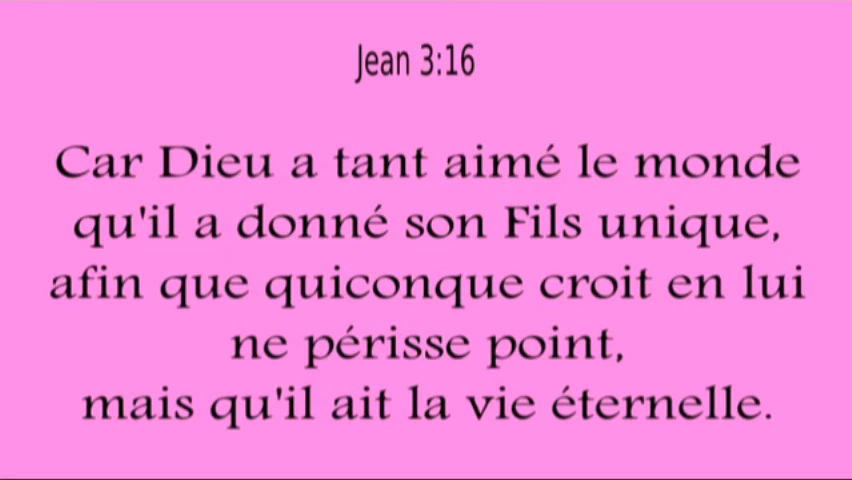 Jean 3:16
Car Dieu a tant aimé le monde
qu'il a donné son Fils unique,
afin que quiconque croit en lui
ne périsse point,
mais qu'il ait la vie éternelle.